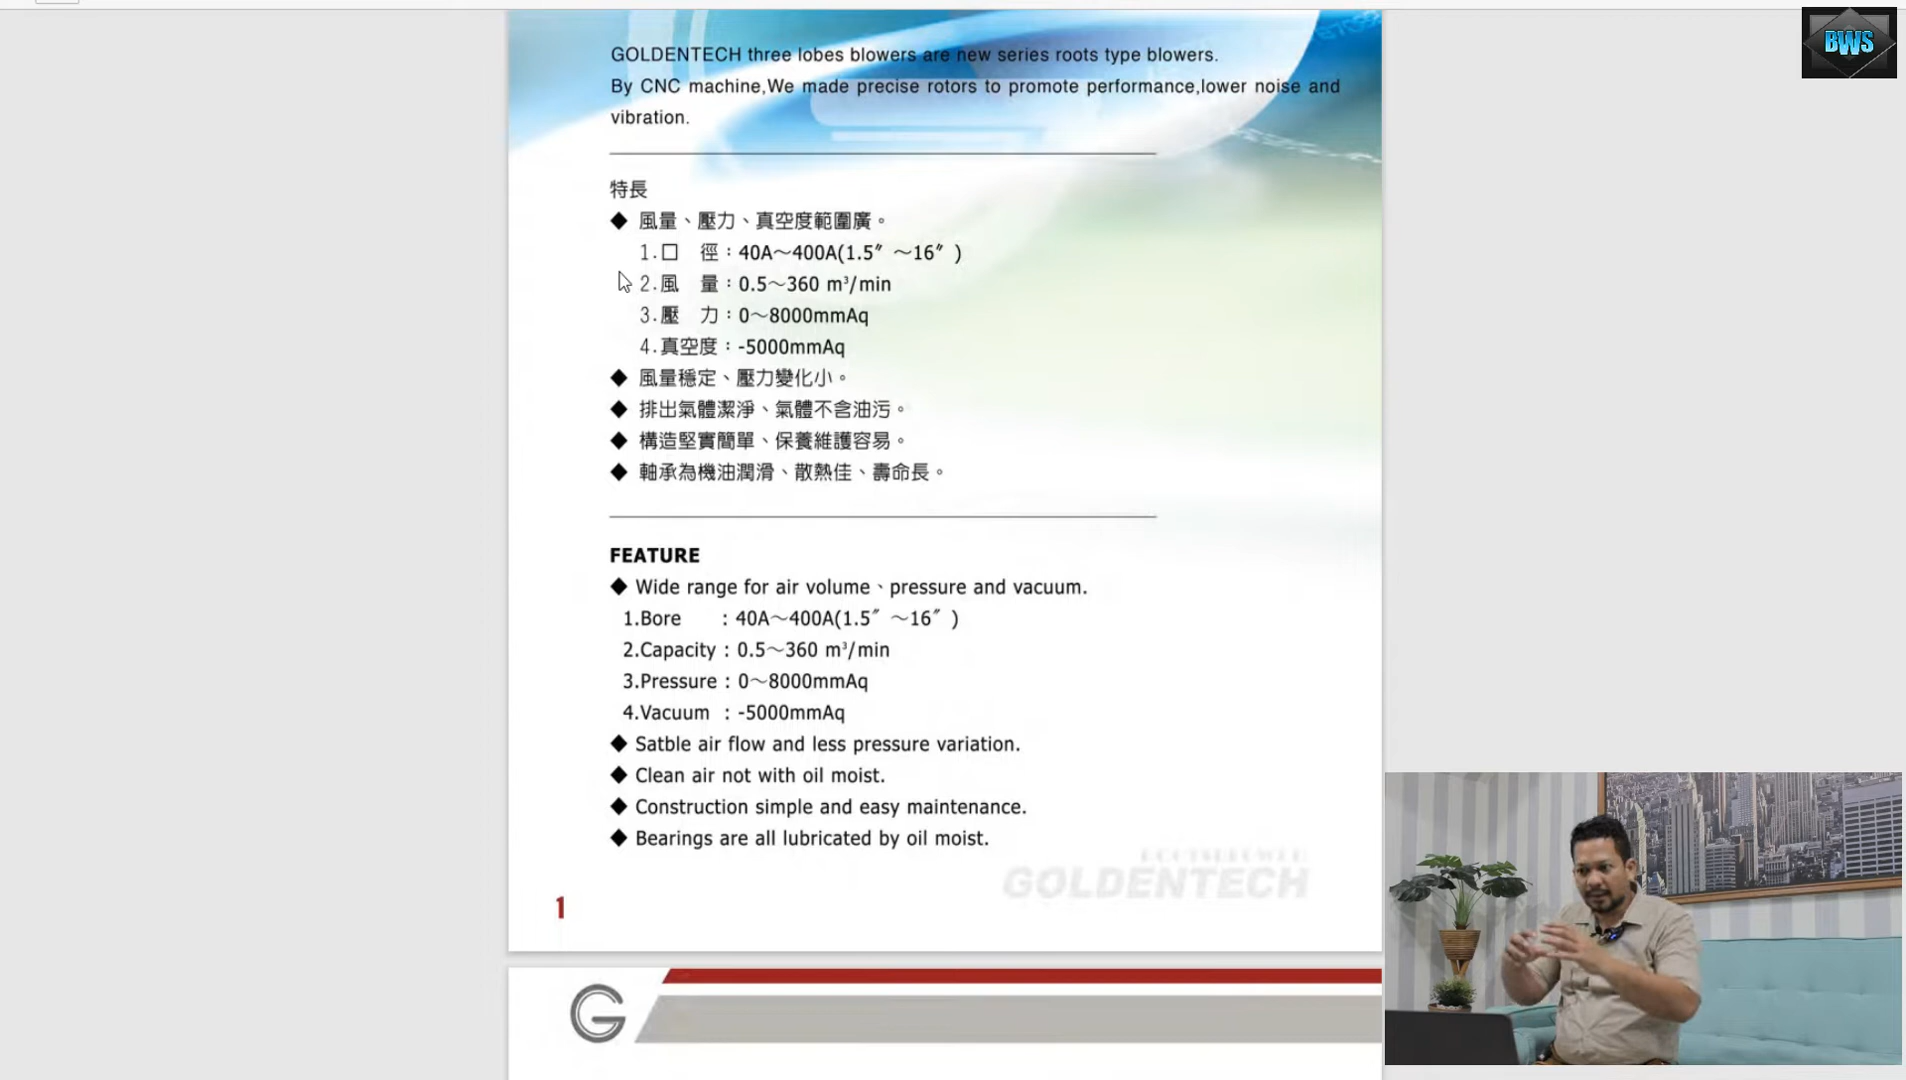 BWS
GOLDENTECH three lobes blowers are new series roots type blowers.
By CNC machine,We made precise rotors to promote performance,lower noise and
vibration.
特長
◆ 風量、壓力、真空度範圍廣。
1.口　徑：40A～400A(1.5″ ～16″ )
2.風　量：0.5～360 m³/min
3.壓　力：0～8000mmAq
4.真空度：-5000mmAq
◆ 風量穩定、壓力變化小。
◆ 排出氣體潔淨、氣體不含油污。
◆ 構造堅實簡單、保養維護容易。
◆ 軸承為機油潤滑、散熱佳、壽命長。
FEATURE
◆ Wide range for air volume、pressure and vacuum.
1.Bore : 40A～400A(1.5″ ～16″ )
2.Capacity : 0.5～360 m³/min
3.Pressure : 0～8000mmAq
4.Vacuum : -5000mmAq
◆ Satble air flow and less pressure variation.
◆ Clean air not with oil moist.
◆ Construction simple and easy maintenance.
◆ Bearings are all lubricated by oil moist.
GOLDENTECH
1
G